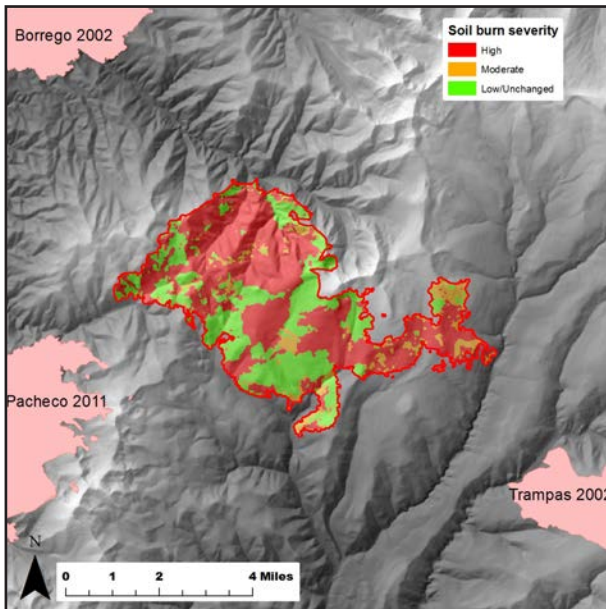 Borrego 2002
Soil burn severity
High
Moderate
Low/Unchanged
Pacheco 2011
Trampas 2002
N
0 1 2 4 Miles